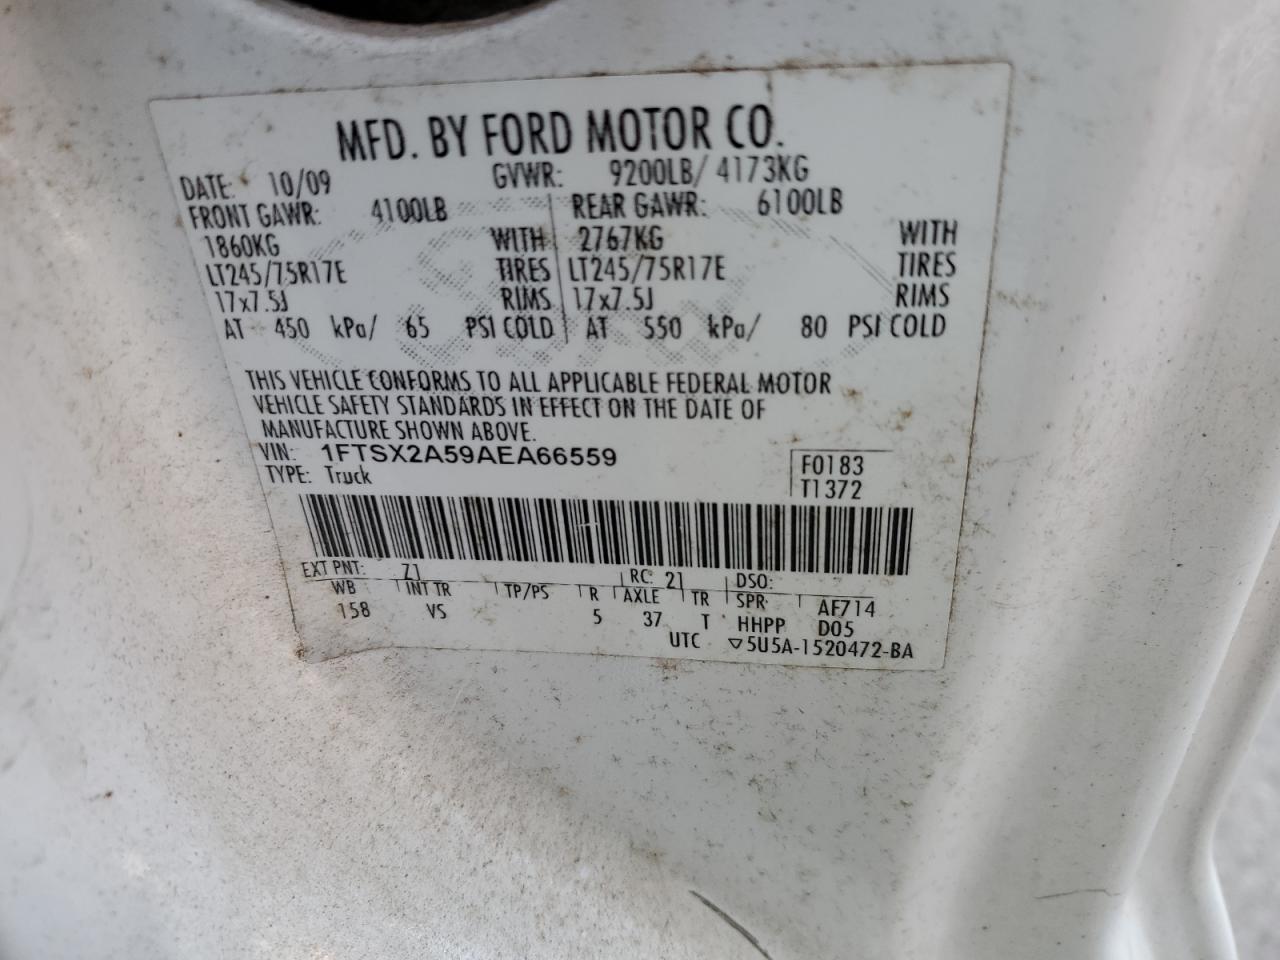 MFD. BY FORD MOTOR CO.
DATE: 10/09 GVWR: 9200LB/ 4173KG
FRONT GAWR: 4100LB REAR GAWR: 6100LB
1860KG WITH 2767KG WITH
LT245/75R17E TIRES LT245/75R17E TIRES
17x7.5J RIMS 17x7.5J RIMS
AT 450 kPa/ 65 PSI COLD AT 550 kPa/ 80 PSI COLD
THIS VEHICLE CONFORMS TO ALL APPLICABLE FEDERAL MOTOR
VEHICLE SAFETY STANDARDS IN EFFECT ON THE DATE OF
MANUFACTURE SHOWN ABOVE.
VIN: 1FTSX2A59AEA66559 F0183
TYPE: Truck T1372
EXT PNT: Z1 RC: 21 DSO:
WB INT TR TP/PS R AXLE TR SPR AF714
158 VS 5 37 T HHPP D05
UTC ▽5U5A-1520472-BA